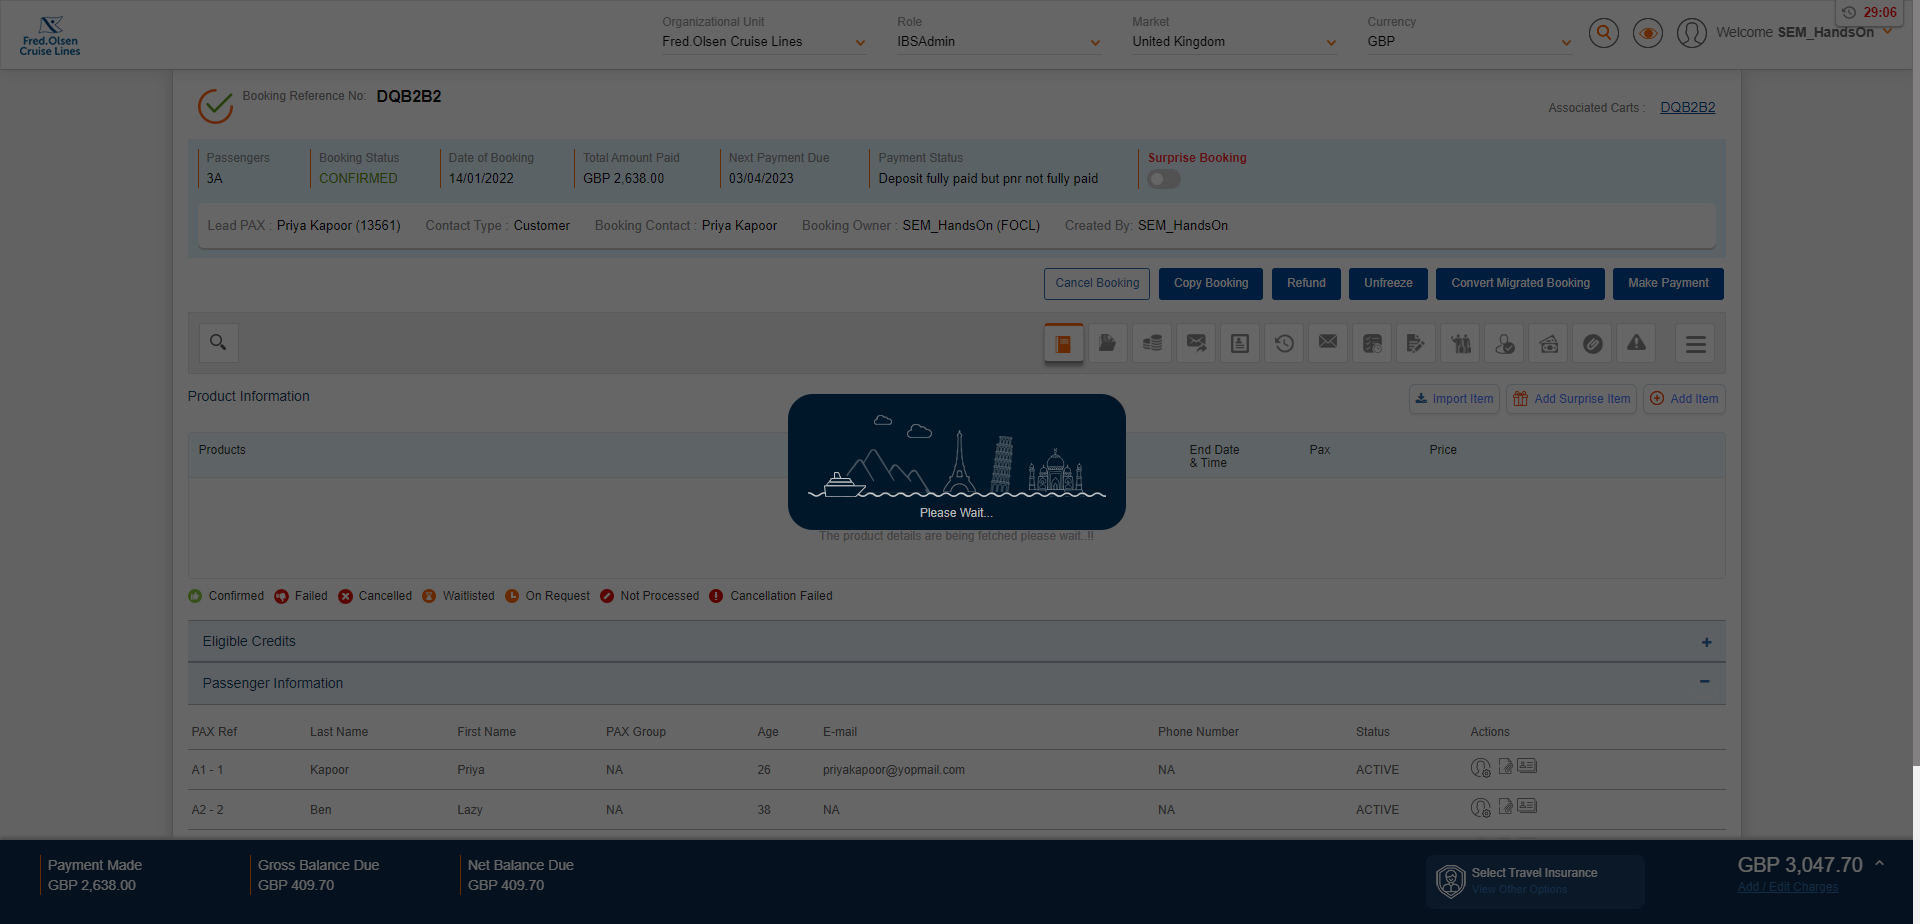 29:06
Fred.Olsen
Cruise Lines
Organizational Unit
Fred.Olsen Cruise Lines
Role
IBSAdmin
Market
United Kingdom
Currency
GBP
Welcome SEM_HandsOn
Booking Reference No: DQB2B2
Associated Carts : DQB2B2
Passengers
3A
Booking Status
CONFIRMED
Date of Booking
14/01/2022
Total Amount Paid
GBP 2,638.00
Next Payment Due
03/04/2023
Payment Status
Deposit fully paid but pnr not fully paid
Surprise Booking
Lead PAX : Priya Kapoor (13561) Contact Type : Customer Booking Contact : Priya Kapoor Booking Owner : SEM_HandsOn (FOCL) Created By: SEM_HandsOn
Cancel Booking Copy Booking Refund Unfreeze Convert Migrated Booking Make Payment
Product Information
Import Item Add Surprise Item Add Item
Products
End Date
& Time
Pax
Price
Please Wait...
The product details are being fetched please wait..!!
Confirmed Failed Cancelled Waitlisted On Request Not Processed Cancellation Failed
Eligible Credits
Passenger Information
PAX Ref Last Name First Name PAX Group Age E-mail Phone Number Status Actions
A1 - 1 Kapoor Priya NA 26 priyakapoor@yopmail.com NA ACTIVE
A2 - 2 Ben Lazy NA 38 NA NA ACTIVE
Payment Made
GBP 2,638.00
Gross Balance Due
GBP 409.70
Net Balance Due
GBP 409.70
Select Travel Insurance
View Other Options
GBP 3,047.70
Add / Edit Charges